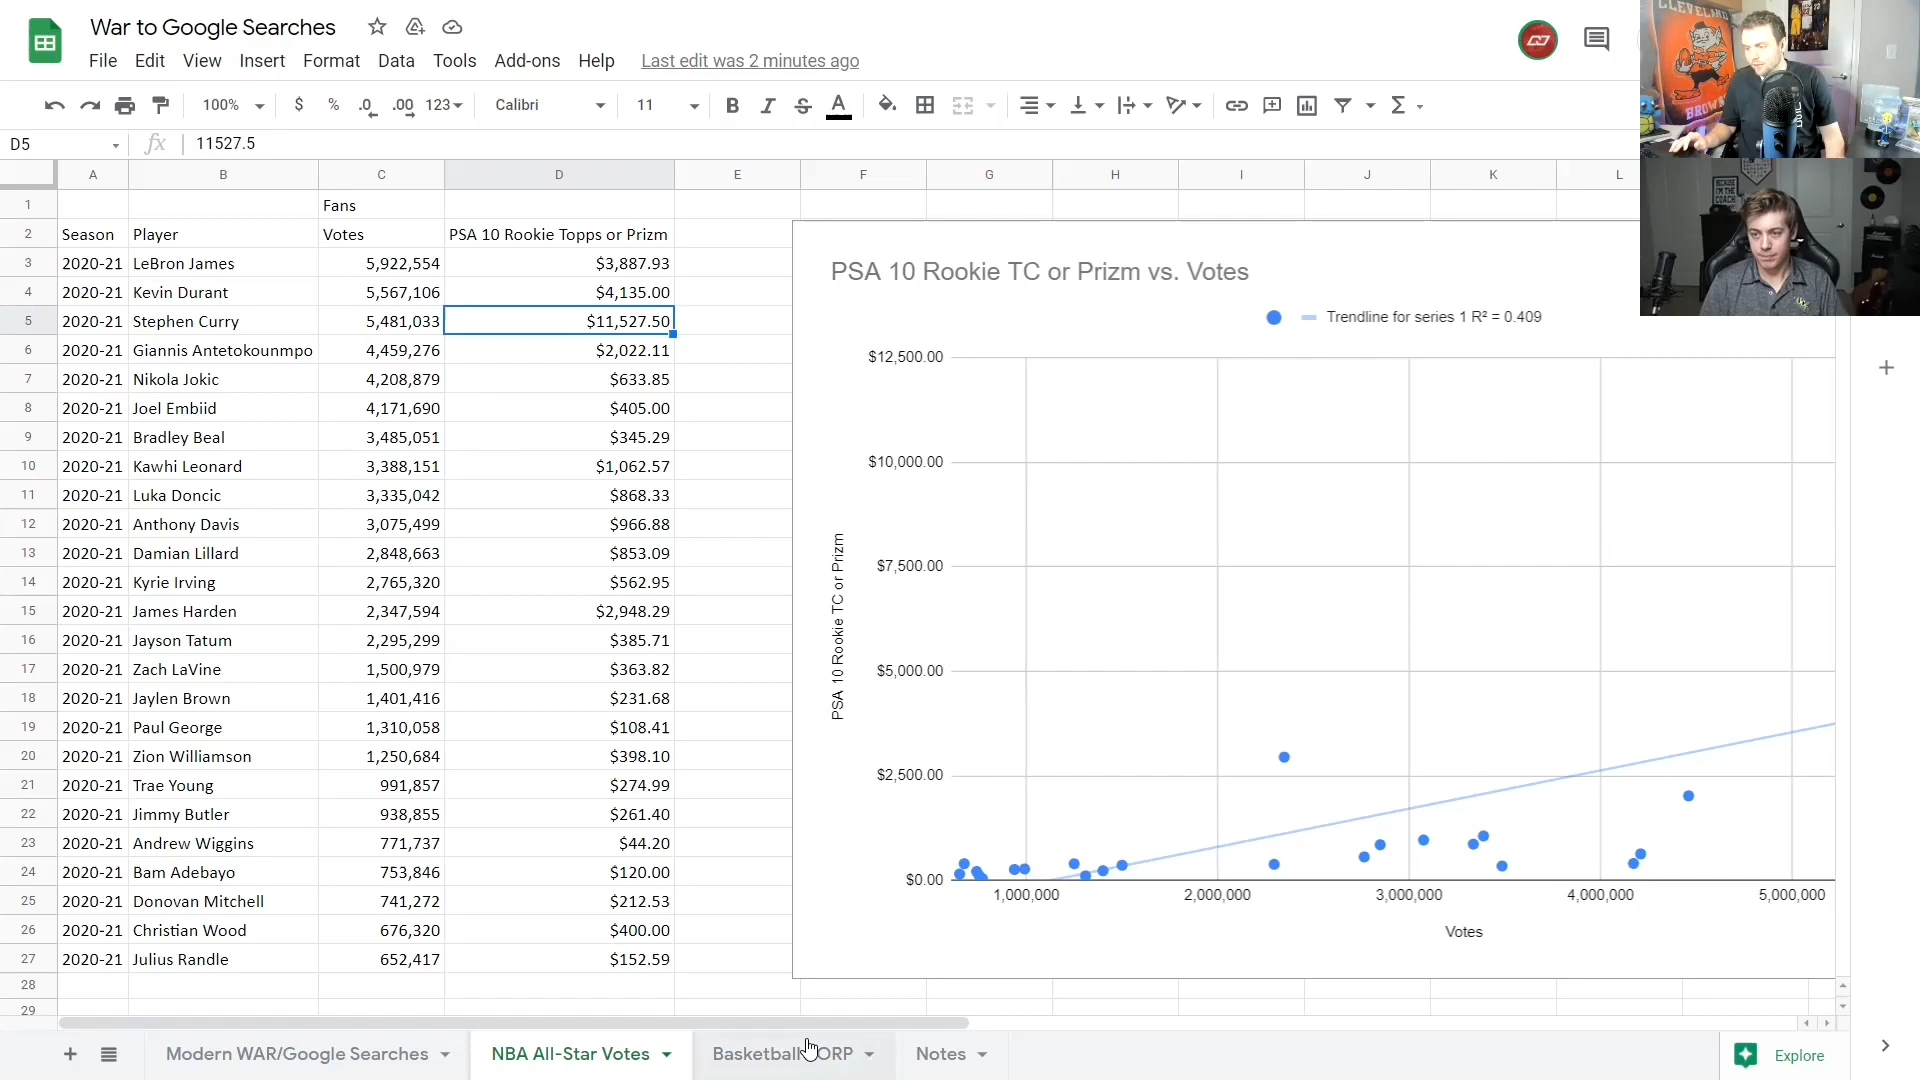 War to Google Searches
File Edit View Insert Format Data Tools Add-ons Help Last edit was 2 minutes ago
100% $ % .0 .00 123 Calibri 11 B I S A
D5 fx 11527.5
A B C D E F G H I J K L
1 Fans
2 Season Player Votes PSA 10 Rookie Topps or Prizm
3 2020-21 LeBron James 5,922,554 $3,887.93
4 2020-21 Kevin Durant 5,567,106 $4,135.00
5 2020-21 Stephen Curry 5,481,033 $11,527.50
6 2020-21 Giannis Antetokounmpo 4,459,276 $2,022.11
7 2020-21 Nikola Jokic 4,208,879 $633.85
8 2020-21 Joel Embiid 4,171,690 $405.00
9 2020-21 Bradley Beal 3,485,051 $345.29
10 2020-21 Kawhi Leonard 3,388,151 $1,062.57
11 2020-21 Luka Doncic 3,335,042 $868.33
12 2020-21 Anthony Davis 3,075,499 $966.88
13 2020-21 Damian Lillard 2,848,663 $853.09
14 2020-21 Kyrie Irving 2,765,320 $562.95
15 2020-21 James Harden 2,347,594 $2,948.29
16 2020-21 Jayson Tatum 2,295,299 $385.71
17 2020-21 Zach LaVine 1,500,979 $363.82
18 2020-21 Jaylen Brown 1,401,416 $231.68
19 2020-21 Paul George 1,310,058 $108.41
20 2020-21 Zion Williamson 1,250,684 $398.10
21 2020-21 Trae Young 991,857 $274.99
22 2020-21 Jimmy Butler 938,855 $261.40
23 2020-21 Andrew Wiggins 771,737 $44.20
24 2020-21 Bam Adebayo 753,846 $120.00
25 2020-21 Donovan Mitchell 741,272 $212.53
26 2020-21 Christian Wood 676,320 $400.00
27 2020-21 Julius Randle 652,417 $152.59
28
29
PSA 10 Rookie TC or Prizm vs. Votes
Trendline for series 1 R² = 0.409
$12,500.00
$10,000.00
$7,500.00
$5,000.00
$2,500.00
$0.00
PSA 10 Rookie TC or Prizm
1,000,000 2,000,000 3,000,000 4,000,000 5,000,000
Votes
Modern WAR/Google Searches NBA All-Star Votes Basketball ORP Notes Explore
CLEVELAND
BROWNS
BECAUSE
I'M THE
COACH